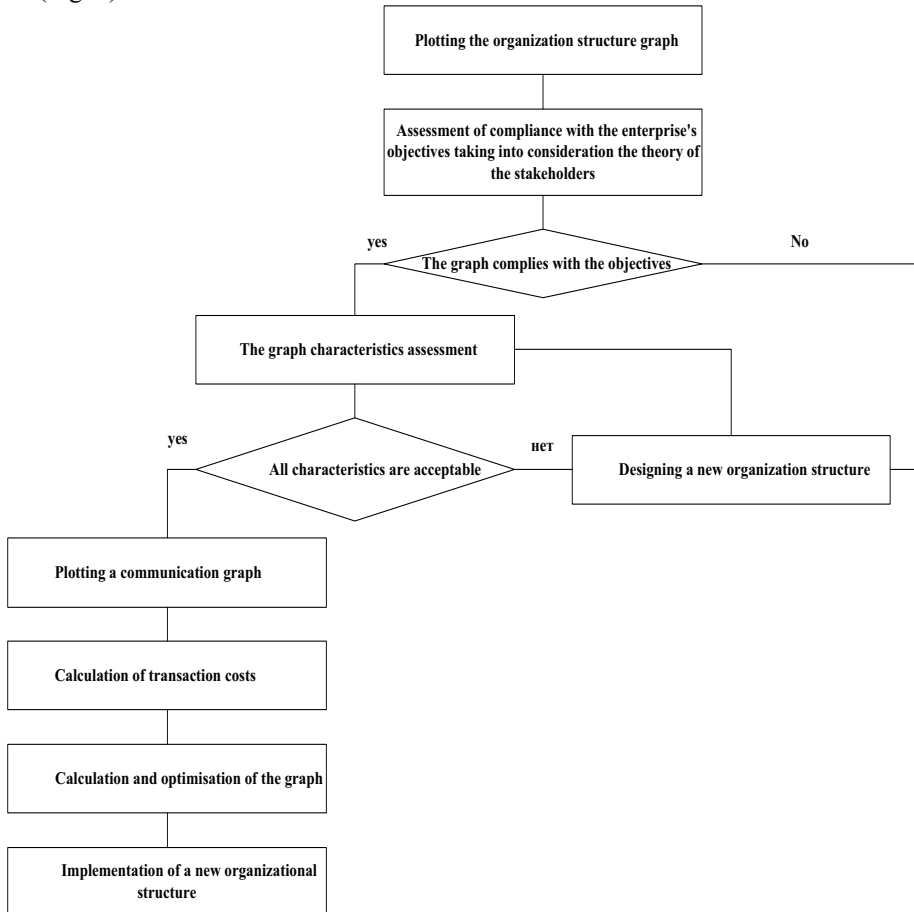 Plotting the organization structure graph
Assessment of compliance with the enterprise's
objectives taking into consideration the theory of
the stakeholders
yes
No
The graph complies with the objectives
The graph characteristics assessment
yes
нет
All characteristics are acceptable
Designing a new organization structure
Plotting a communication graph
Calculation of transaction costs
Calculation and optimisation of the graph
Implementation of a new organizational
structure